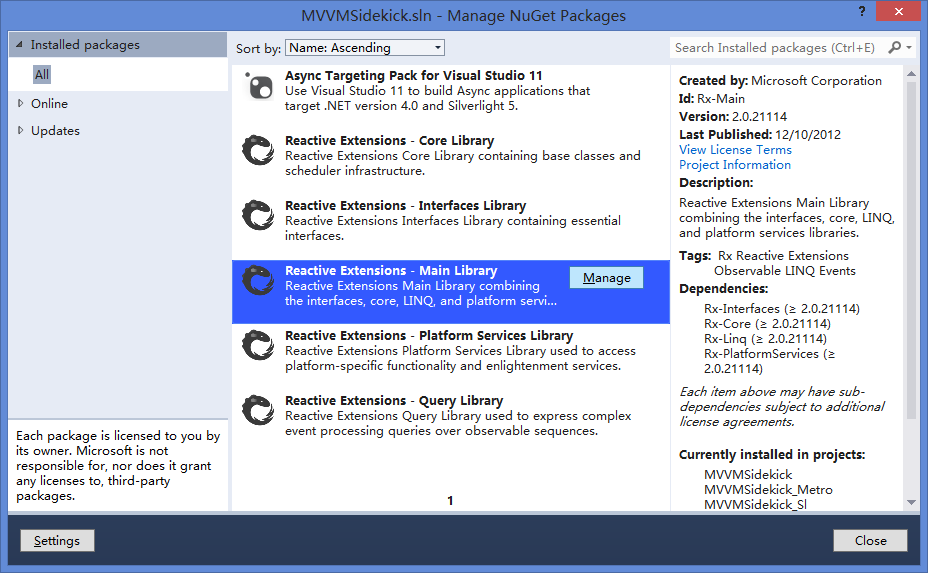 MVVMSidekick.sln - Manage NuGet Packages
?
Installed packages
All
Online
Updates
Each package is licensed to you by
its owner. Microsoft is not
responsible for, nor does it grant
any licenses to, third-party
packages.
Sort by: Name: Ascending
Async Targeting Pack for Visual Studio 11
Use Visual Studio 11 to build Async applications that
target .NET version 4.0 and Silverlight 5.
Reactive Extensions - Core Library
Reactive Extensions Core Library containing base classes and
scheduler infrastructure.
Reactive Extensions - Interfaces Library
Reactive Extensions Interfaces Library containing essential
interfaces.
Reactive Extensions - Main Library
Reactive Extensions Main Library combining
the interfaces, core, LINQ, and platform servi...
Manage
Reactive Extensions - Platform Services Library
Reactive Extensions Platform Services Library used to access
platform-specific functionality and enlightenment services.
Reactive Extensions - Query Library
Reactive Extensions Query Library used to express complex
event processing queries over observable sequences.
1
Search Installed packages (Ctrl+E)
Created by: Microsoft Corporation
Id: Rx-Main
Version: 2.0.21114
Last Published: 12/10/2012
View License Terms
Project Information
Description:
Reactive Extensions Main Library
combining the interfaces, core, LINQ,
and platform services libraries.
Tags: Rx Reactive Extensions
Observable LINQ Events
Dependencies:
Rx-Interfaces (≥ 2.0.21114)
Rx-Core (≥ 2.0.21114)
Rx-Linq (≥ 2.0.21114)
Rx-PlatformServices (≥
2.0.21114)
Each item above may have sub-
dependencies subject to additional
license agreements.
Currently installed in projects:
MVVMSidekick
MVVMSidekick_Metro
MVVMSidekick_Sl
Settings
Close